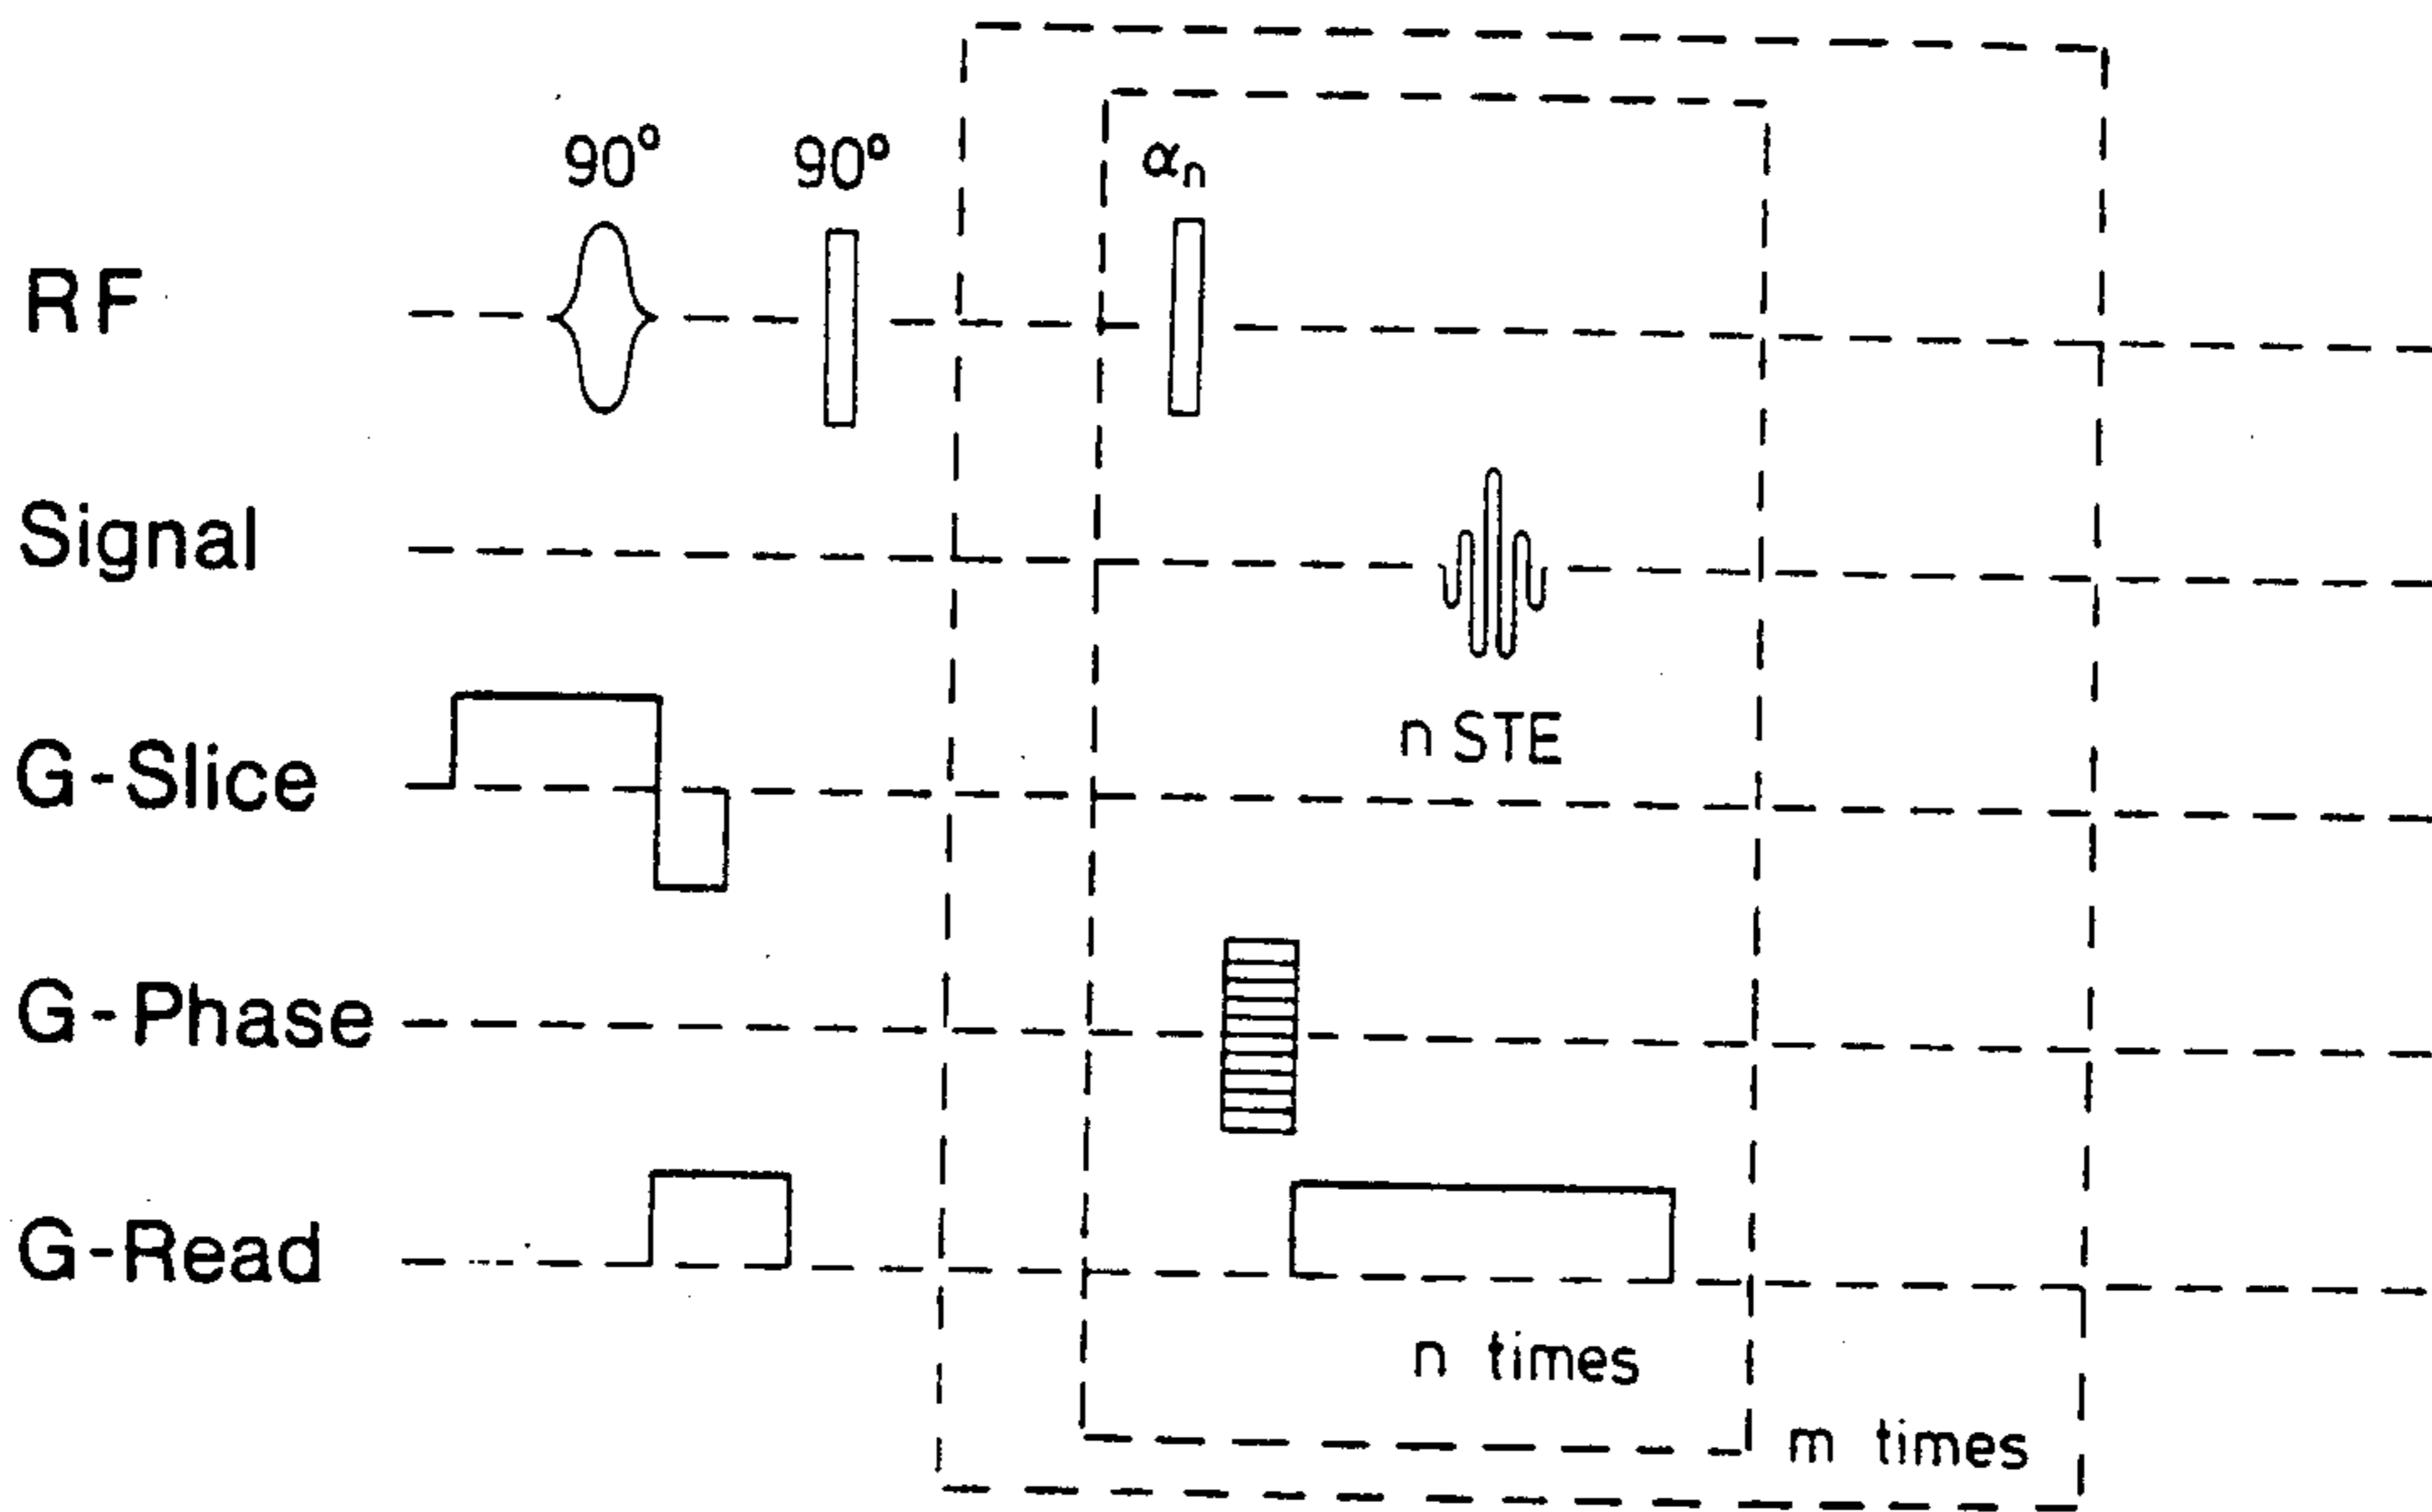 90° 90° αn
RF
Signal
n STE
G-Slice
G-Phase
G-Read
n times
m times